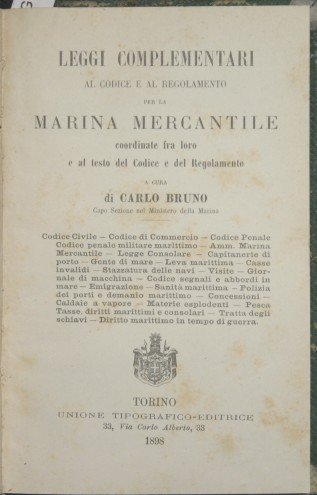 LEGGI COMPLEMENTARI
AL CODICE E AL REGOLAMENTO
PER LA
MARINA MERCANTILE
coordinate fra loro
e al testo del Codice e del Regolamento
A CURA
di CARLO BRUNO
Capo Sezione nel Ministero della Marina
Codice Civile — Codice di Commercio — Codice Penale
Codice penale militare marittimo — Amm. Marina
Mercantile — Legge Consolare — Capitanerie di
porto — Gente di mare — Leva marittima — Casse
invalidi — Stazzatura delle navi — Visite — Gior-
nale di macchina — Codice segnali e abbordi in
mare — Emigrazione — Sanità marittima — Polizia
dei porti e demanio marittimo — Concessioni —
Caldaie a vapore — Materie esplodenti — Pesca
Tasse, diritti marittimi e consolari — Tratta degli
schiavi — Diritto marittimo in tempo di guerra.
TORINO
UNIONE TIPOGRAFICO-EDITRICE
33, Via Carlo Alberto, 33
1898